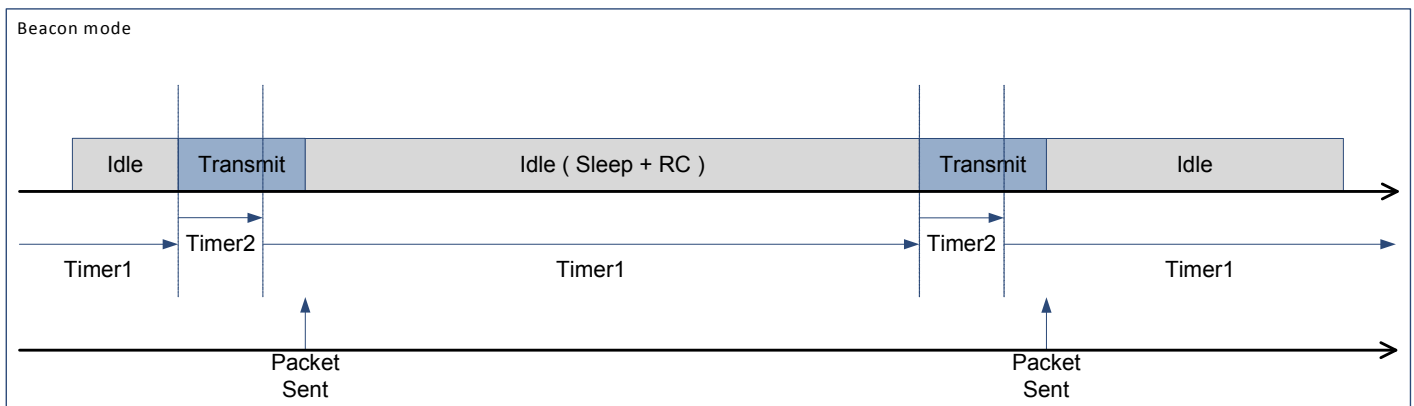 Beacon mode
Idle
Transmit
Idle ( Sleep + RC )
Transmit
Idle
Timer2
Timer2
Timer1
Timer1
Timer1
Packet
Sent
Packet
Sent